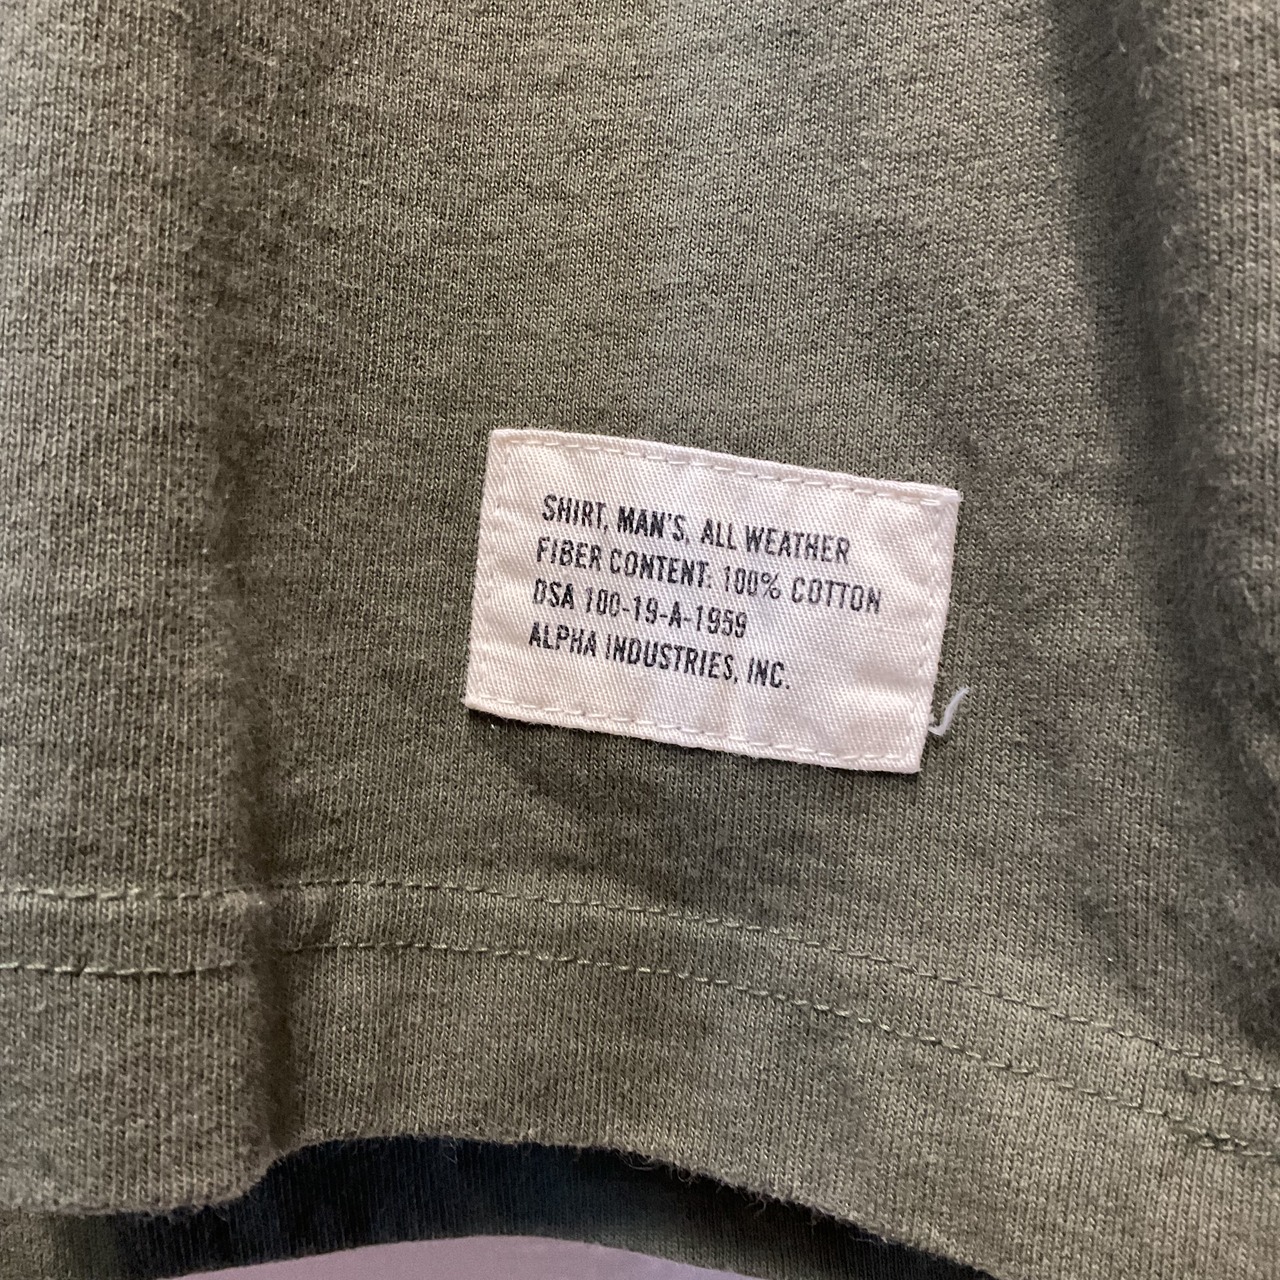 SHIRT, MAN'S, ALL WEATHER
FIBER CONTENT: 100% COTTON
DSA 100-19-A-1959
ALPHA INDUSTRIES, INC.